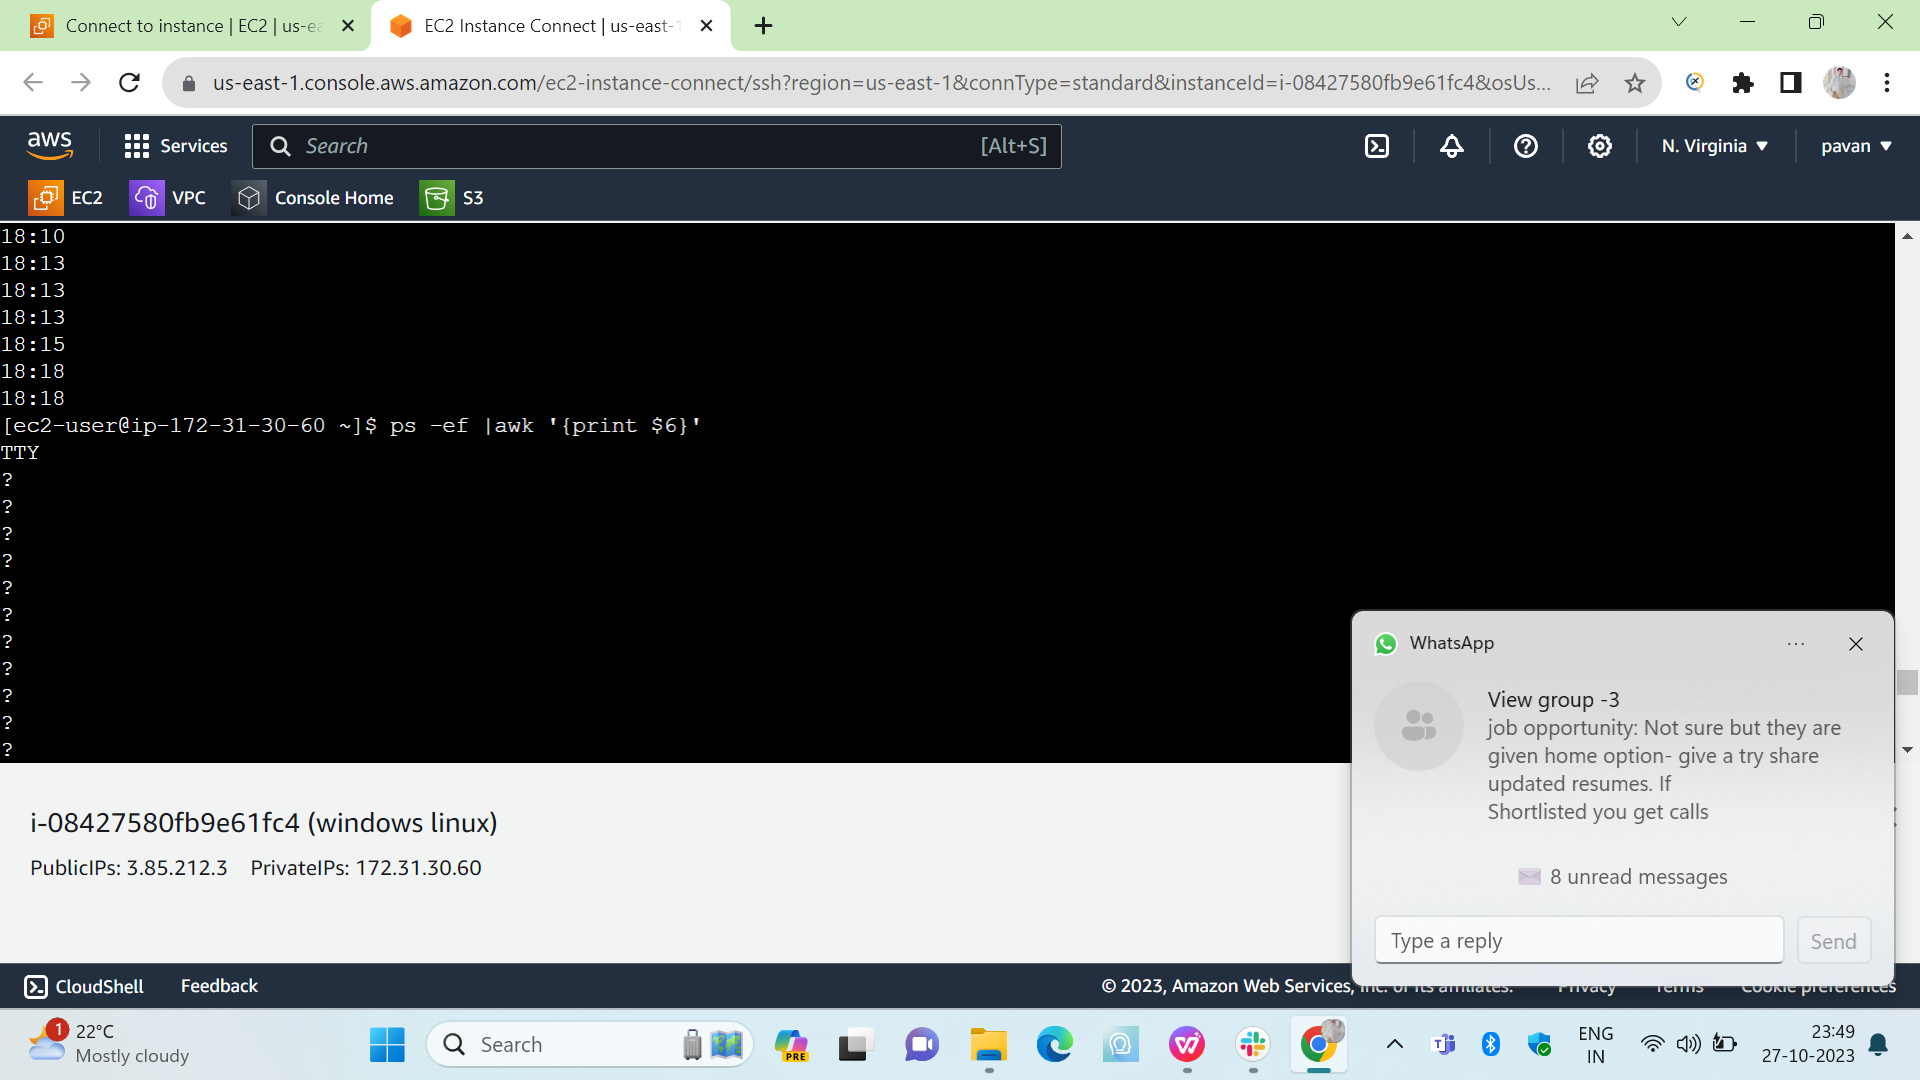 Connect to instance | EC2 | us-ea
EC2 Instance Connect | us-east-1
us-east-1.console.aws.amazon.com/ec2-instance-connect/ssh?region=us-east-1&connType=standard&instanceId=i-08427580fb9e61fc4&osUs...
aws
Services
Search
[Alt+S]
N. Virginia
pavan
EC2
VPC
Console Home
S3
18:10
18:13
18:13
18:13
18:15
18:18
18:18
[ec2-user@ip-172-31-30-60 ~]$ ps -ef |awk '{print $6}'
TTY
?
?
?
?
?
?
?
?
?
?
?
i-08427580fb9e61fc4 (windows linux)
PublicIPs: 3.85.212.3 PrivateIPs: 172.31.30.60
WhatsApp
View group -3
job opportunity: Not sure but they are
given home option- give a try share
updated resumes. If
Shortlisted you get calls
8 unread messages
Type a reply
Send
CloudShell
Feedback
© 2023, Amazon Web Services, Inc. or its affiliates.
Privacy
Terms
Cookie preferences
1
22°C
Mostly cloudy
Search
PRE
ENG
IN
23:49
27-10-2023